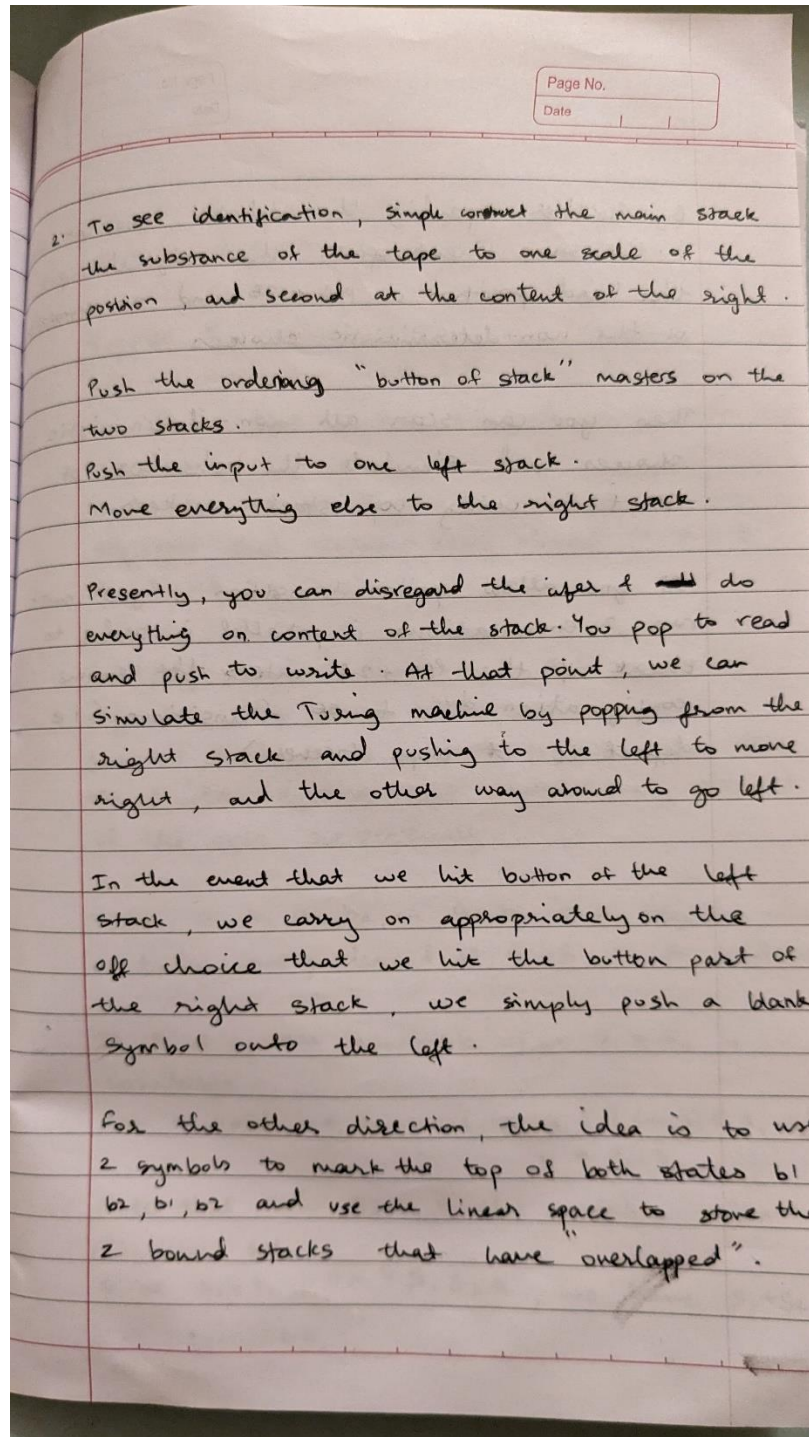 Page No.
Date
2. To see identification, simple construct the main stack
the substance of the tape to one scale of the
position, and second at the content of the right.
Push the ordering "button of stack" masters on the
two stacks.
Push the input to one left stack.
Move everything else to the right stack.
Presently, you can disregard the & do
everything on content of the stack. You pop to read
and push to write. At that point, we can
simulate the Turing machine by popping from the
right stack and pushing to the left to move
right, and the other way around to go left.
In the event that we hit button of the left
stack, we carry on appropriately on the
off choice that we hit the button part of
the right stack, we simply push a blank
symbol onto the left.
For the other direction, the idea is to us
2 symbols to mark the top of both states b1
b2, b1, b2 and use the linear space to store th
2 bound stacks that have "overlapped".